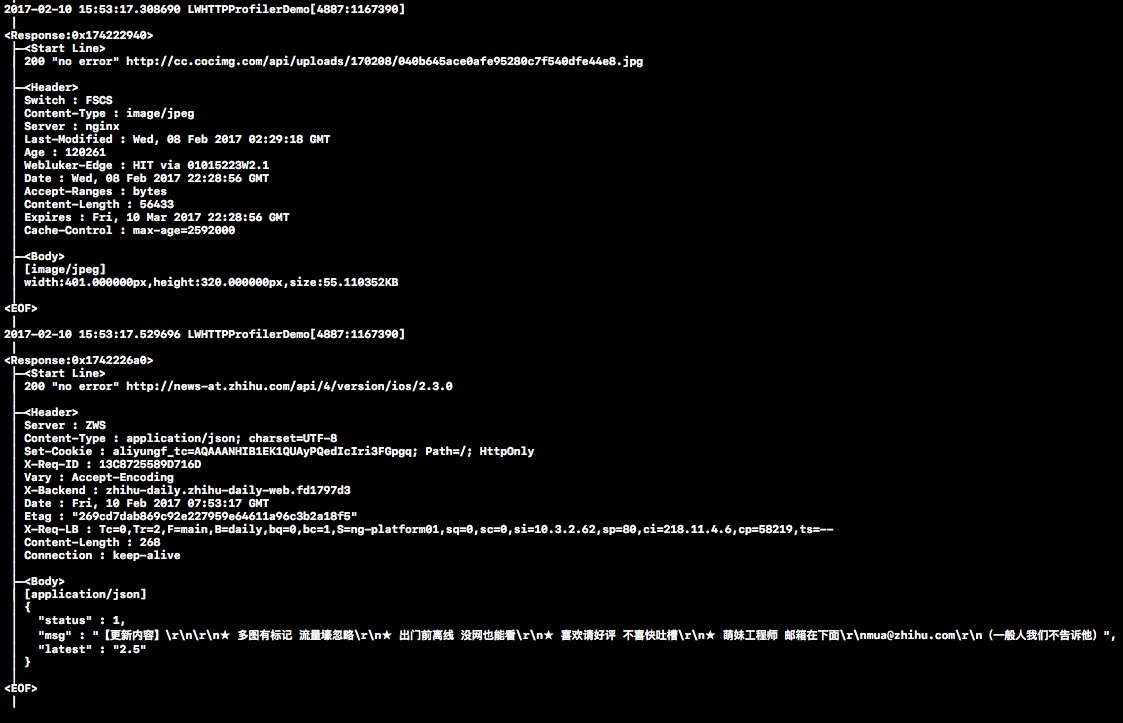 2017-02-10 15:53:17.308690 LWHTTPProfilerDemo[4887:1167390]
<Response:0x174222940>
<Start Line>
200 "no error" http://cc.cocimg.com/api/uploads/170208/040b645ace0afe95280c7f540dfe44e8.jpg
<Header>
Switch : FSCS
Content-Type : image/jpeg
Server : nginx
Last-Modified : Wed, 08 Feb 2017 02:29:18 GMT
Age : 120261
Webluker-Edge : HIT via 01015223W2.1
Date : Wed, 08 Feb 2017 22:28:56 GMT
Accept-Ranges : bytes
Content-Length : 56433
Expires : Fri, 10 Mar 2017 22:28:56 GMT
Cache-Control : max-age=2592000
<Body>
[image/jpeg]
width:401.000000px,height:320.000000px,size:55.110352KB
<EOF>
2017-02-10 15:53:17.529696 LWHTTPProfilerDemo[4887:1167390]
<Response:0x1742226a0>
<Start Line>
200 "no error" http://news-at.zhihu.com/api/4/version/ios/2.3.0
<Header>
Server : ZWS
Content-Type : application/json; charset=UTF-8
Set-Cookie : aliyungf_tc=AQAAANHIB1EK1QUAyPQedIcIri3FGpgq; Path=/; HttpOnly
X-Req-ID : 13C8725589D716D
Vary : Accept-Encoding
X-Backend : zhihu-daily.zhihu-daily-web.fd1797d3
Date : Fri, 10 Feb 2017 07:53:17 GMT
Etag : "269cd7dab869c92e227959e64611a96c3b2a18f5"
X-Req-LB : Tc=0,Tr=2,F=main,B=daily,bq=0,bc=1,S=ng-platform01,sq=0,sc=0,si=10.3.2.62,sp=80,ci=218.11.4.6,cp=58219,ts=--
Content-Length : 268
Connection : keep-alive
<Body>
[application/json]
{
"status" : 1,
"msg" : "【更新内容】\r\n\r\n★ 多图有标记 流量壕忽略\r\n★ 出门前离线 没网也能看\r\n★ 喜欢请好评 不喜快吐槽\r\n★ 萌妹工程师 邮箱在下面\r\nmua@zhihu.com\r\n（一般人我们不告诉他）",
"latest" : "2.5"
}
<EOF>